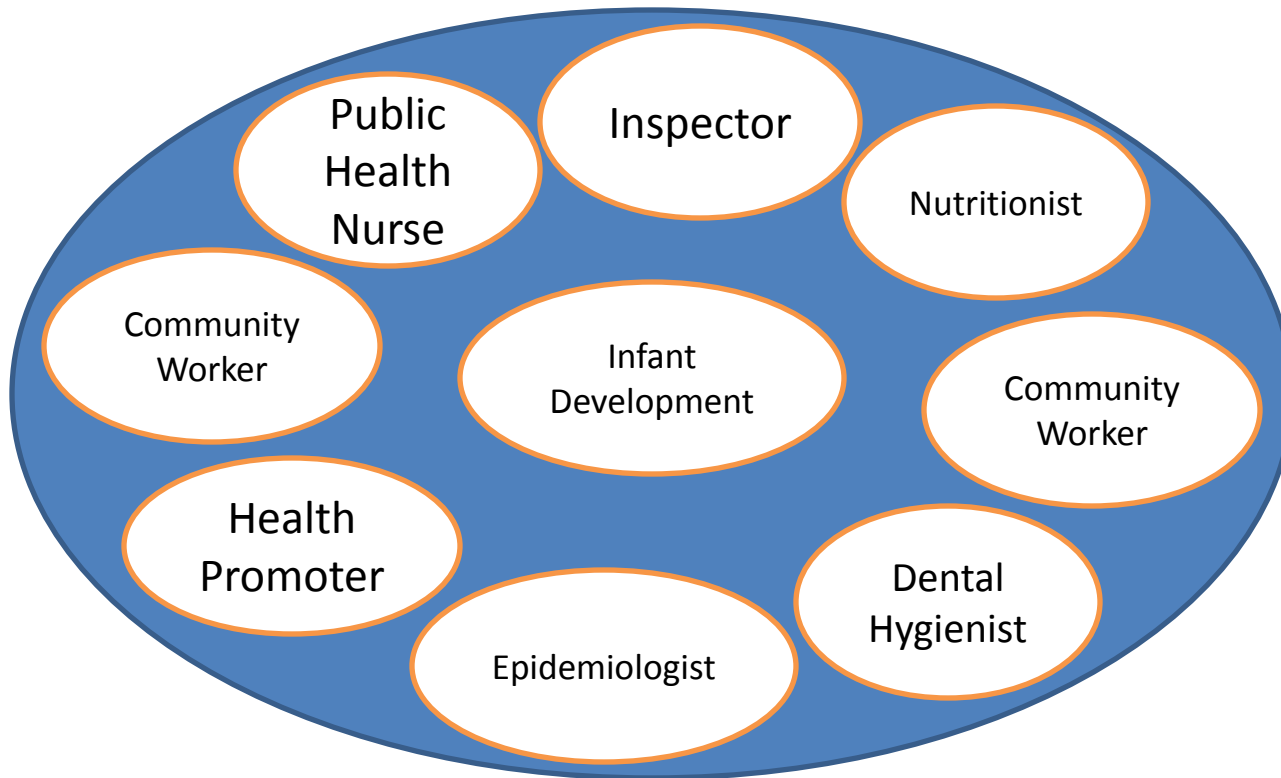 Public
Health
Nurse
Inspector
Nutritionist
Community
Worker
Infant
Development
Community
Worker
Health
Promoter
Dental
Hygienist
Epidemiologist